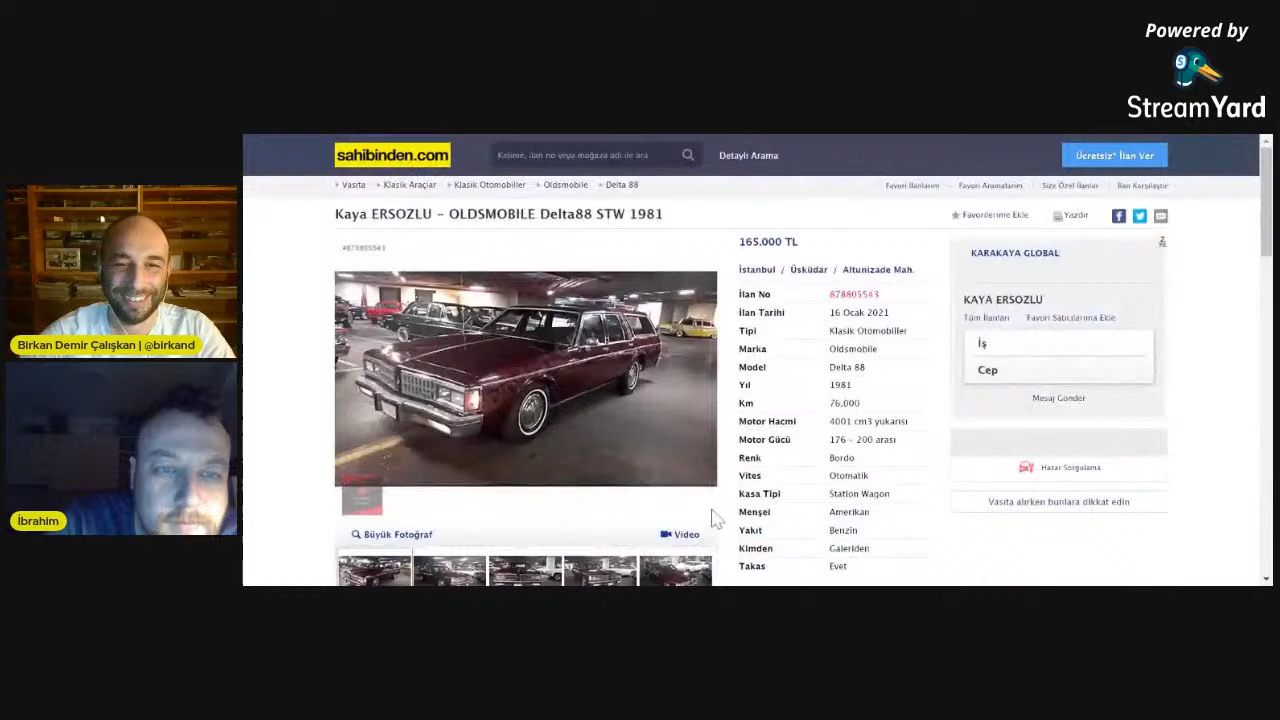 Powered by
StreamYard
sahibinden.com
Kelime, ilan no veya mağaza adı ile ara
Detaylı Arama
Ücretsiz* İlan Ver
Vasıta
Klasik Araçlar
Klasik Otomobiller
Oldsmobile
Delta 88
Favori İlanlarım
Favori Aramalarım
Size Özel İlanlar
İlan Karşılaştır
Kaya ERSOZLU - OLDSMOBILE Delta88 STW 1981
Favorilerime Ekle
Yazdır
#878805543
165.000 TL
İstanbul / Üsküdar / Altunizade Mah.
İlan No 878805543
İlan Tarihi 16 Ocak 2021
Tipi Klasik Otomobiller
Marka Oldsmobile
Model Delta 88
Yıl 1981
Km 76.000
Motor Hacmi 4001 cm3 yukarısı
Motor Gücü 176 - 200 arası
Renk Bordo
Vites Otomatik
Kasa Tipi Station Wagon
Menşei Amerikan
Yakıt Benzin
Kimden Galeriden
Takas Evet
KARAKAYA GLOBAL
KAYA ERSOZLU
Tüm İlanları
Favori Satıcılarıma Ekle
İş
Cep
Mesaj Gönder
Hasar Sorgulama
Vasıta alırken bunlara dikkat edin
Büyük Fotoğraf
Video
Birkan Demir Çalışkan | @birkand
İbrahim